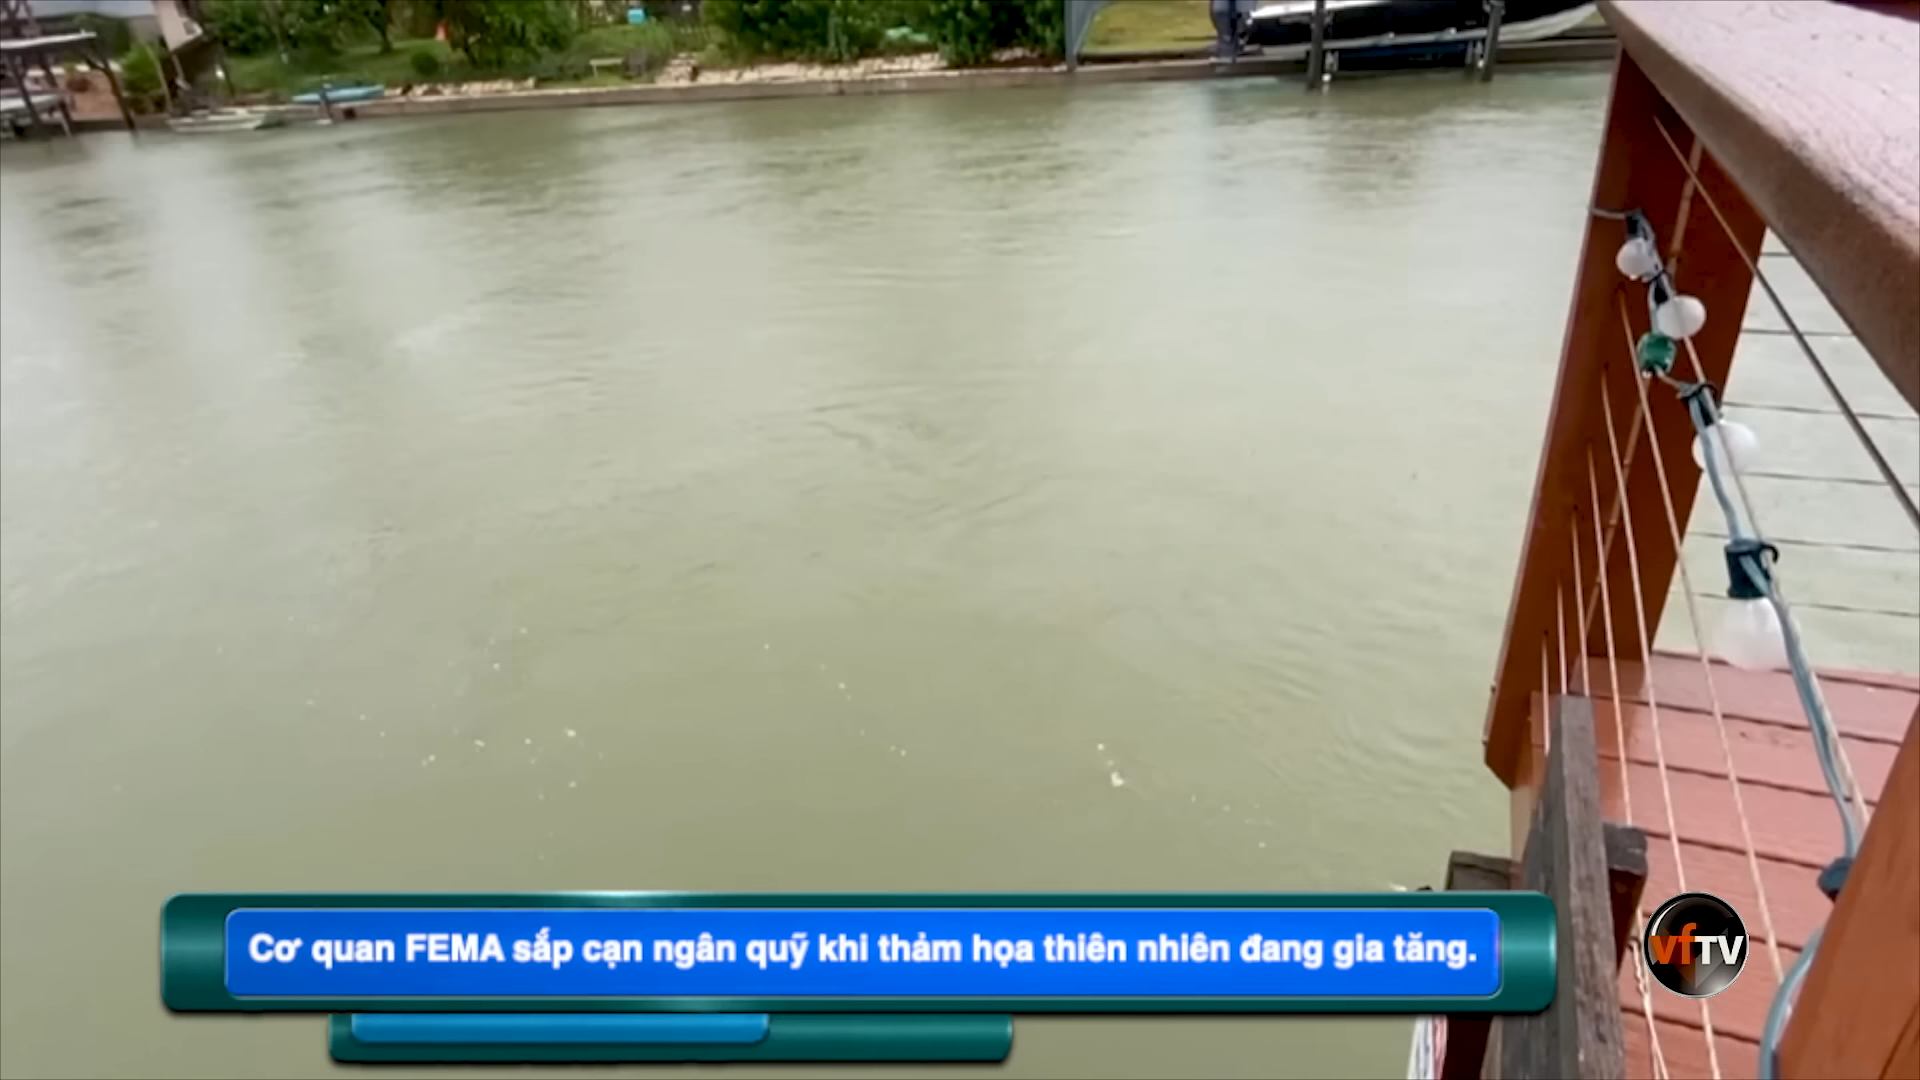 Cơ quan FEMA sắp cạn ngân quỹ khi thảm họa thiên nhiên đang gia tăng.
vfTV